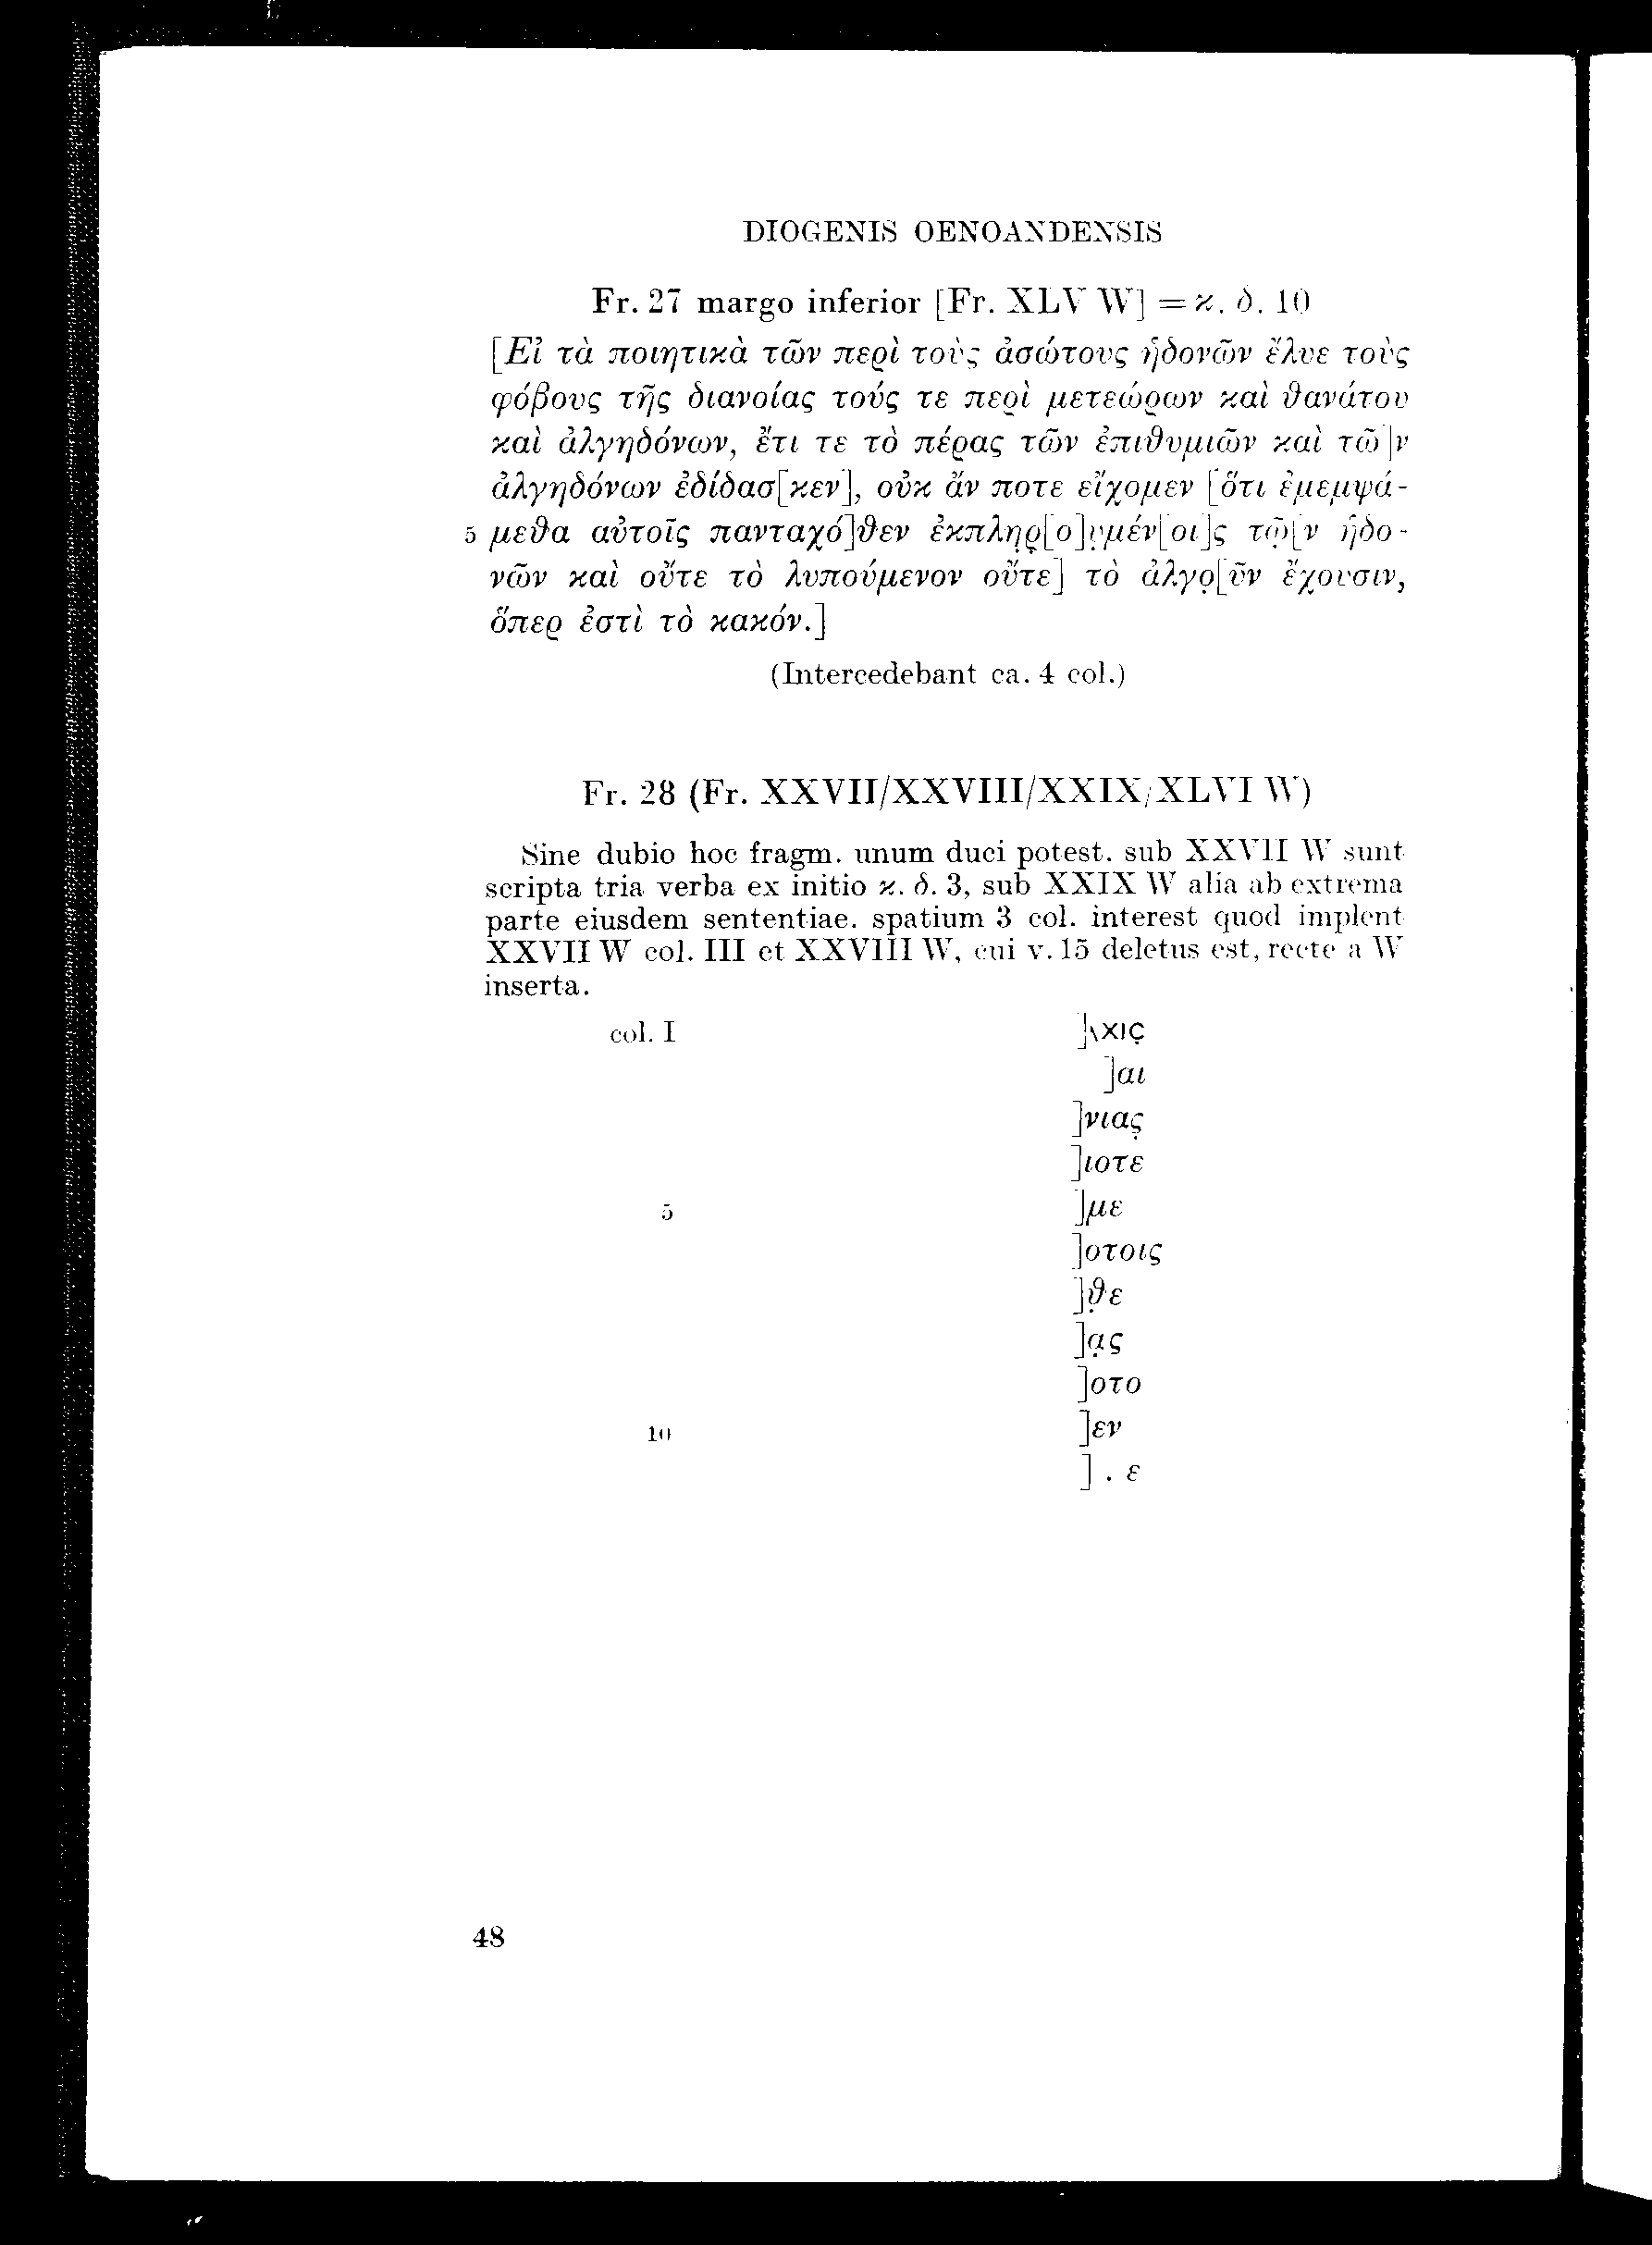 DIOGENIS OENOANDENSIS
Fr. 27 margo inferior [Fr. XLV W] = κ. δ. 10
[Εἰ τὰ ποιητικὰ τῶν περὶ τοὺς ἀσώτους ἡδονῶν ἔλυε τοὺς
φόβους τῆς διανοίας τούς τε περὶ μετεώρων καὶ θανάτου
καὶ ἀλγηδόνων, ἔτι τε τὸ πέρας τῶν ἐπιθυμιῶν καὶ τῶ]ν
ἀλγηδόνων ἐδίδασ[κεν], οὐκ ἄν ποτε εἴχομεν [ὅτι ἐμεμψά-
5 μεθα αὐτοῖς πανταχό]θεν ἐκπληρ̣[ο]υ̣μέν[οι]ς τῶ̣[ν ἡδο-
νῶν καὶ οὔτε τὸ λυπούμενον οὔτε] τὸ ἀλγο̣[ῦν ἔχουσιν,
ὅπερ ἐστὶ τὸ κακόν.]
(Intercedebant ca. 4 col.)
Fr. 28 (Fr. XXVII/XXVIII/XXIX/XLVI W)
Sine dubio hoc fragm. unum duci potest. sub XXVII W sunt
scripta tria verba ex initio κ. δ. 3, sub XXIX W alia ab extrema
parte eiusdem sententiae. spatium 3 col. interest quod implent
XXVII W col. III et XXVIII W, cui v. 15 deletus est, recte a W
inserta.
col. I ]\ΧΙϹ̣
]αι
]νιας̣
]ιοτε
5 ]με
]οτοις
]θ̣ε
]α̣ς
]οτο
10 ]εν
] . ε
48